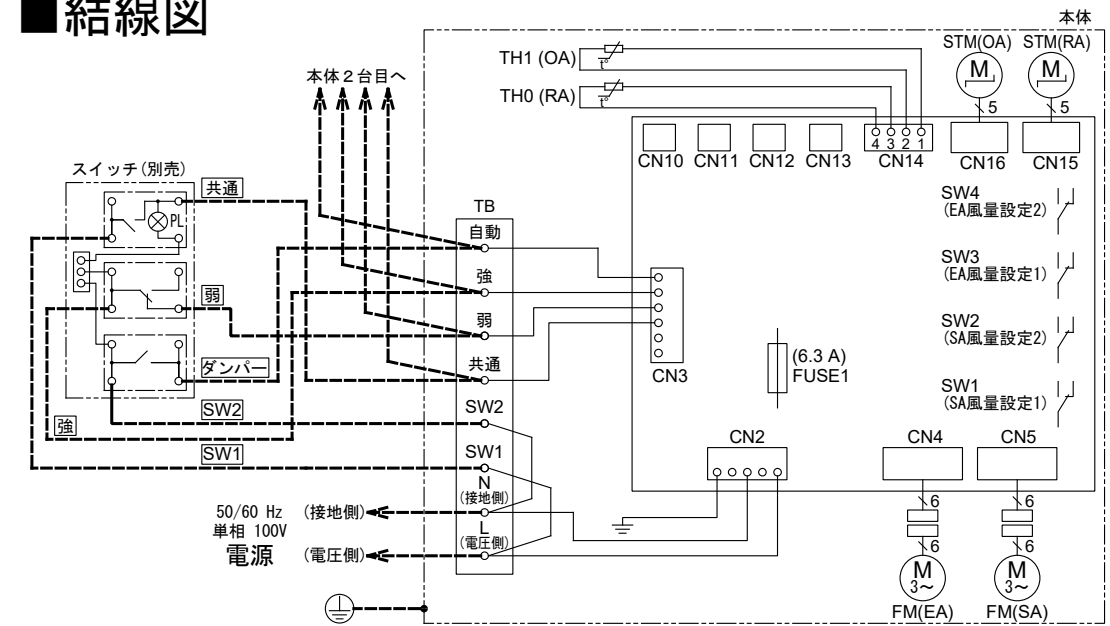 ■結線図
本体
TH1 (OA)
t°
TH0 (RA)
t°
STM(OA)
STM(RA)
M
M
5
5
本体2台目へ
4 3 2 1
CN10
CN11
CN12
CN13
CN14
CN16
CN15
スイッチ(別売)
共通
PL
弱
ダンパー
SW2
強
SW1
TB
自動
強
弱
共通
SW2
SW1
N
(接地側)
L
(電圧側)
CN3
(6.3 A)
FUSE1
SW4
(EA風量設定2)
SW3
(EA風量設定1)
SW2
(SA風量設定2)
SW1
(SA風量設定1)
CN2
CN4
CN5
50/60 Hz
単相 100V
電源
(接地側)
(電圧側)
6
6
6
6
M
3~
M
3~
FM(EA)
FM(SA)